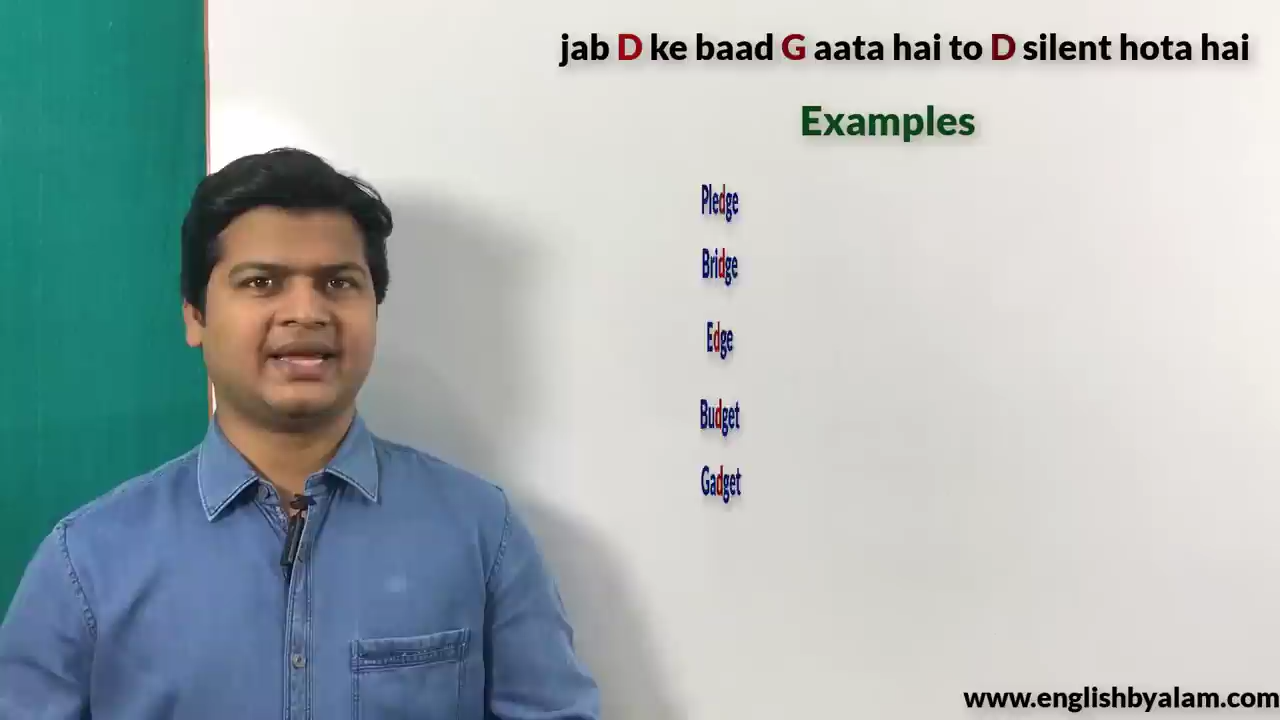 jab D ke baad G aata hai to D silent hota hai
Examples
Pledge
Bridge
Edge
Budget
Gadget
www.englishbyalam.com